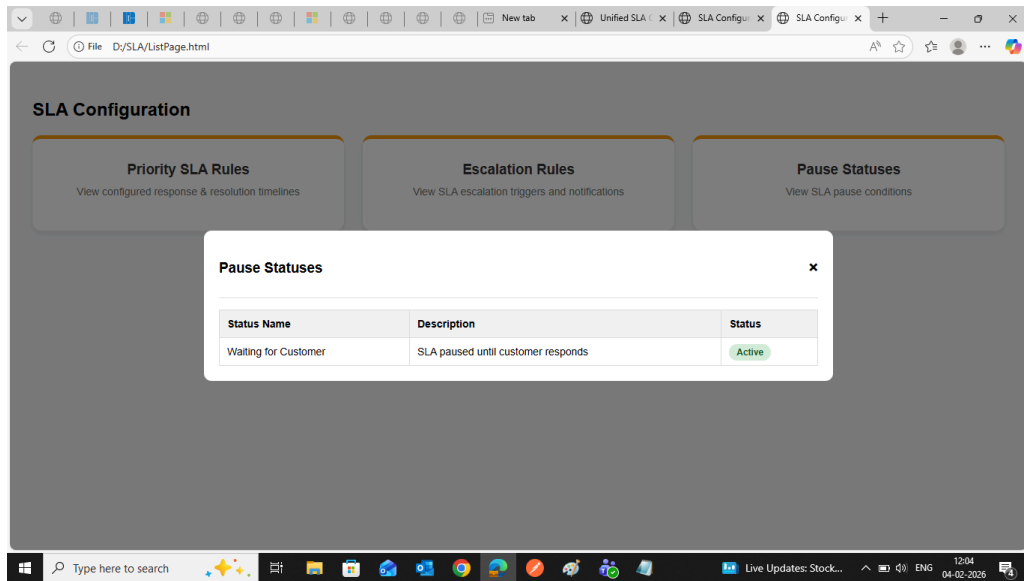 New tab
Unified SLA C
SLA Configu
SLA Configu
File D:/SLA/ListPage.html
SLA Configuration
Priority SLA Rules
View configured response & resolution timelines
Escalation Rules
View SLA escalation triggers and notifications
Pause Statuses
View SLA pause conditions
Pause Statuses
Status Name Description Status
Waiting for Customer SLA paused until customer responds Active
Type here to search
Live Updates: Stock...
ENG
12:04
04-02-2026
4